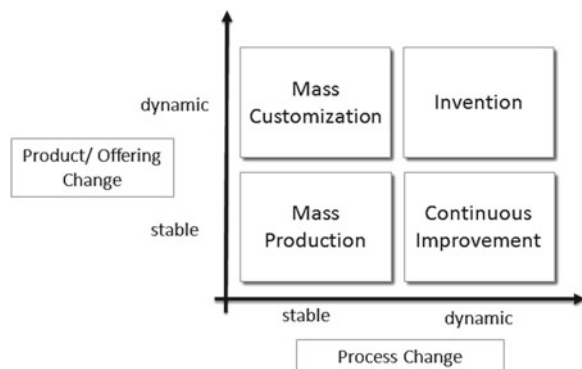 dynamic
Product/ Offering
Change
stable
Mass
Customization
Invention
Mass
Production
Continuous
Improvement
stable
dynamic
Process Change